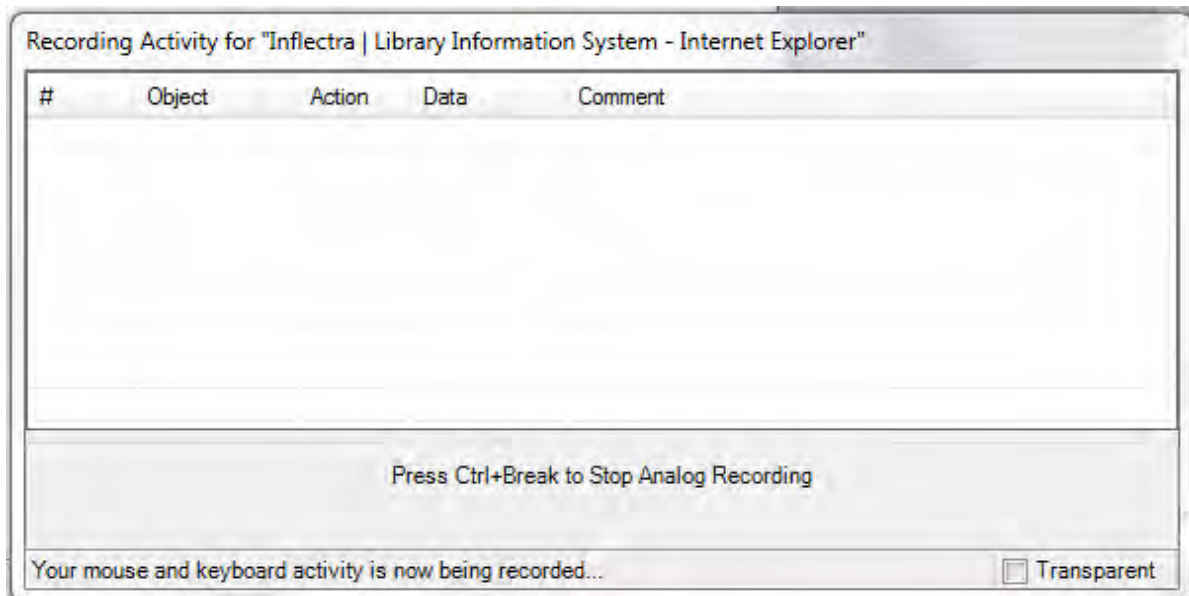 Recording Activity for "Inflectra | Library Information System - Internet Explorer"
# Object Action Data Comment
Press Ctrl+Break to Stop Analog Recording
Your mouse and keyboard activity is now being recorded... Transparent